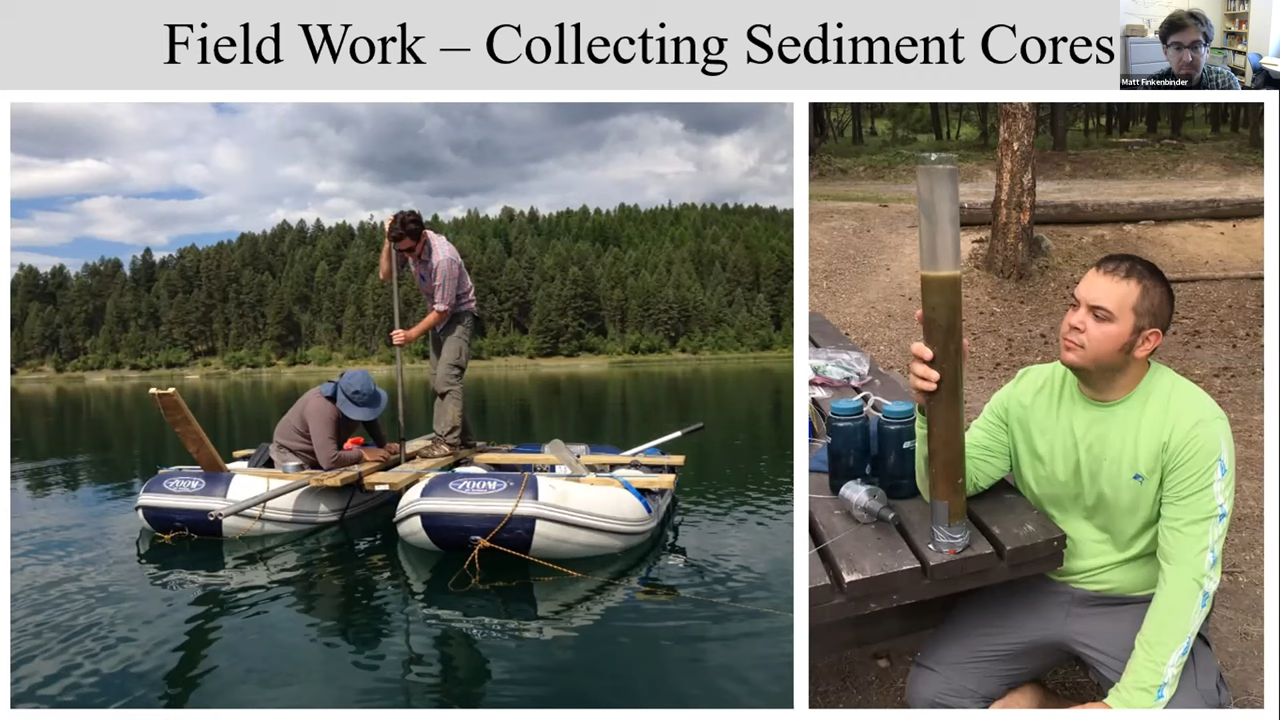 Field Work – Collecting Sediment Cores
Matt Finkenbinder
ZOOM
ZOOM